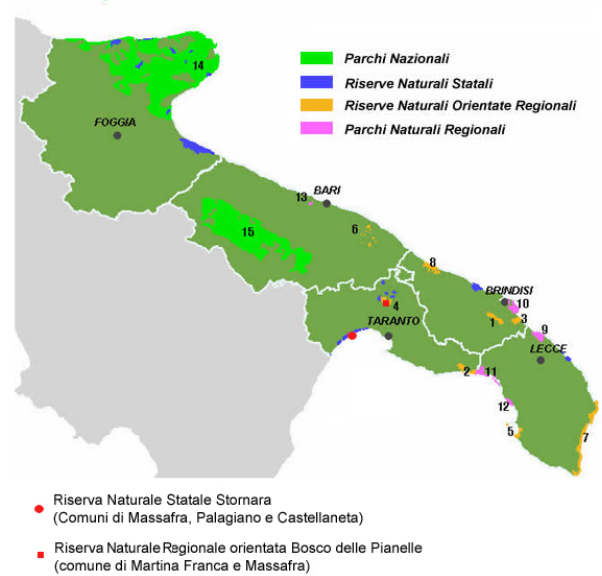 Parchi Nazionali
Riserve Naturali Statali
Riserve Naturali Orientate Regionali
Parchi Naturali Regionali
14
FOGGIA
13
BARI
15
6
8
BRINDISI
10
4
1
3
TARANTO
9
LECCE
2
11
12
5
7
Riserva Naturale Statale Stornara
(Comuni di Massafra, Palagiano e Castellaneta)
Riserva Naturale Regionale orientata Bosco delle Pianelle
(comune di Martina Franca e Massafra)